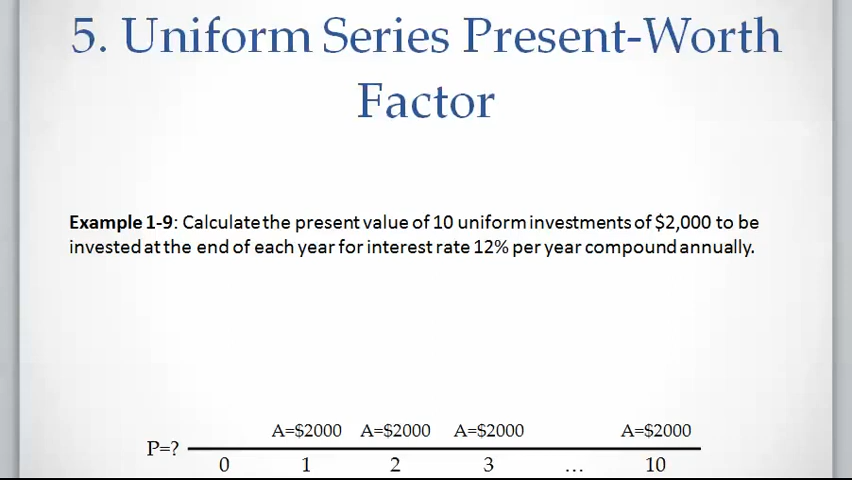 5. Uniform Series Present-Worth
Factor
Example 1-9: Calculate the present value of 10 uniform investments of $2,000 to be
invested at the end of each year for interest rate 12% per year compound annually.
A=$2000 A=$2000 A=$2000 A=$2000
P=?
0 1 2 3 ... 10